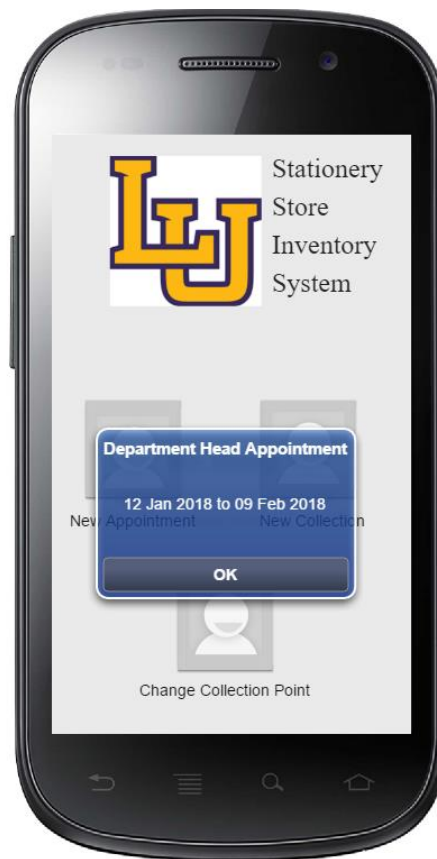 LU
Stationery
Store
Inventory
System
Department Head Appointment
12 Jan 2018 to 09 Feb 2018
New Appointment
New Collection
OK
Change Collection Point